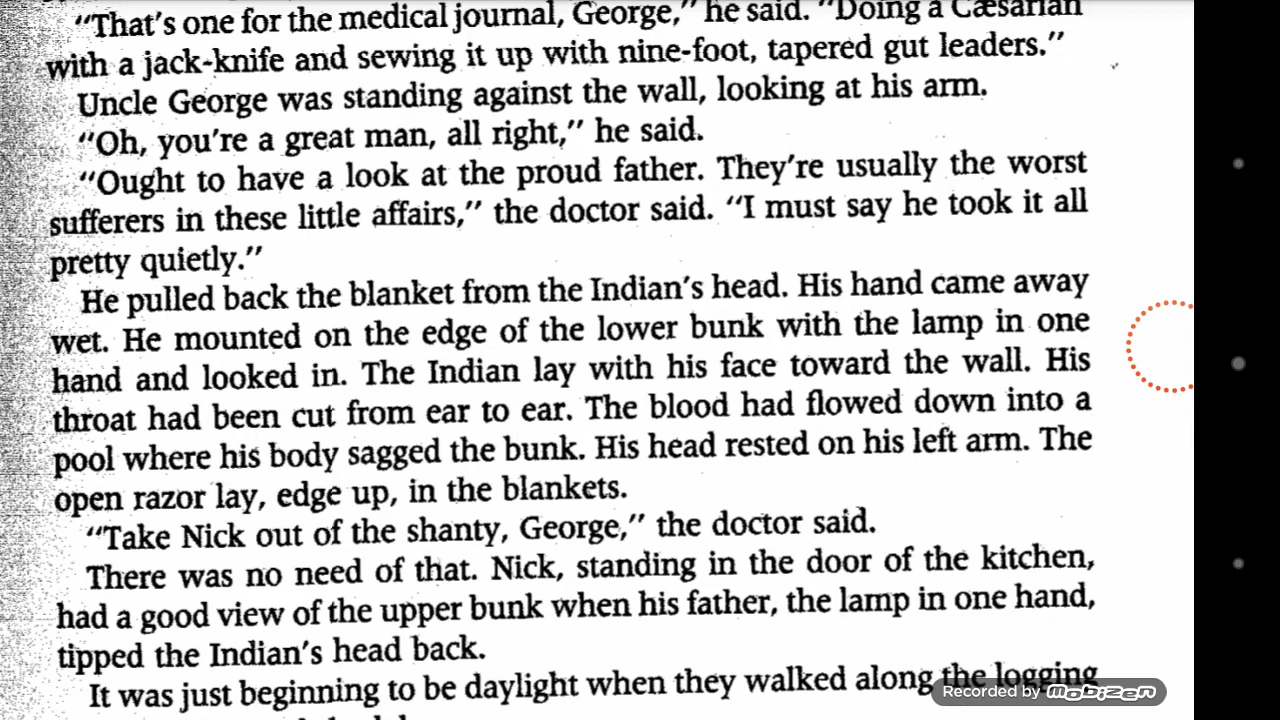 “That’s one for the medical journal, George,” he said. “Doing a Cæsarian
with a jack-knife and sewing it up with nine-foot, tapered gut leaders.”
Uncle George was standing against the wall, looking at his arm.
“Oh, you’re a great man, all right,” he said.
“Ought to have a look at the proud father. They’re usually the worst
sufferers in these little affairs,” the doctor said. “I must say he took it all
pretty quietly.”
He pulled back the blanket from the Indian’s head. His hand came away
wet. He mounted on the edge of the lower bunk with the lamp in one
hand and looked in. The Indian lay with his face toward the wall. His
throat had been cut from ear to ear. The blood had flowed down into a
pool where his body sagged the bunk. His head rested on his left arm. The
open razor lay, edge up, in the blankets.
“Take Nick out of the shanty, George,” the doctor said.
There was no need of that. Nick, standing in the door of the kitchen,
had a good view of the upper bunk when his father, the lamp in one hand,
tipped the Indian’s head back.
It was just beginning to be daylight when they walked along the logging
Recorded by mobizen